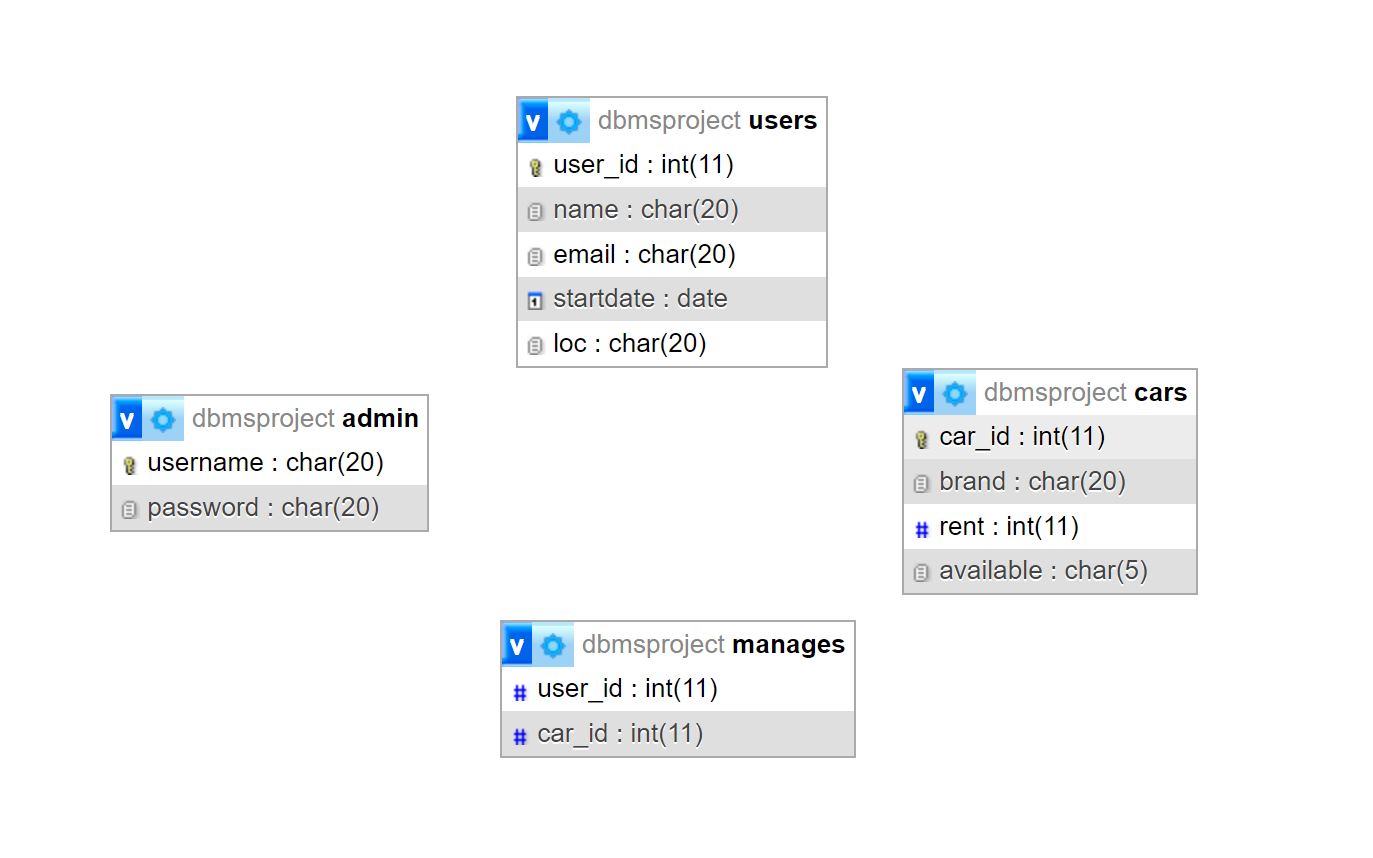 v dbmsproject users
user_id : int(11)
name : char(20)
email : char(20)
startdate : date
loc : char(20)
v dbmsproject admin
username : char(20)
password : char(20)
v dbmsproject cars
car_id : int(11)
brand : char(20)
# rent : int(11)
available : char(5)
v dbmsproject manages
# user_id : int(11)
# car_id : int(11)